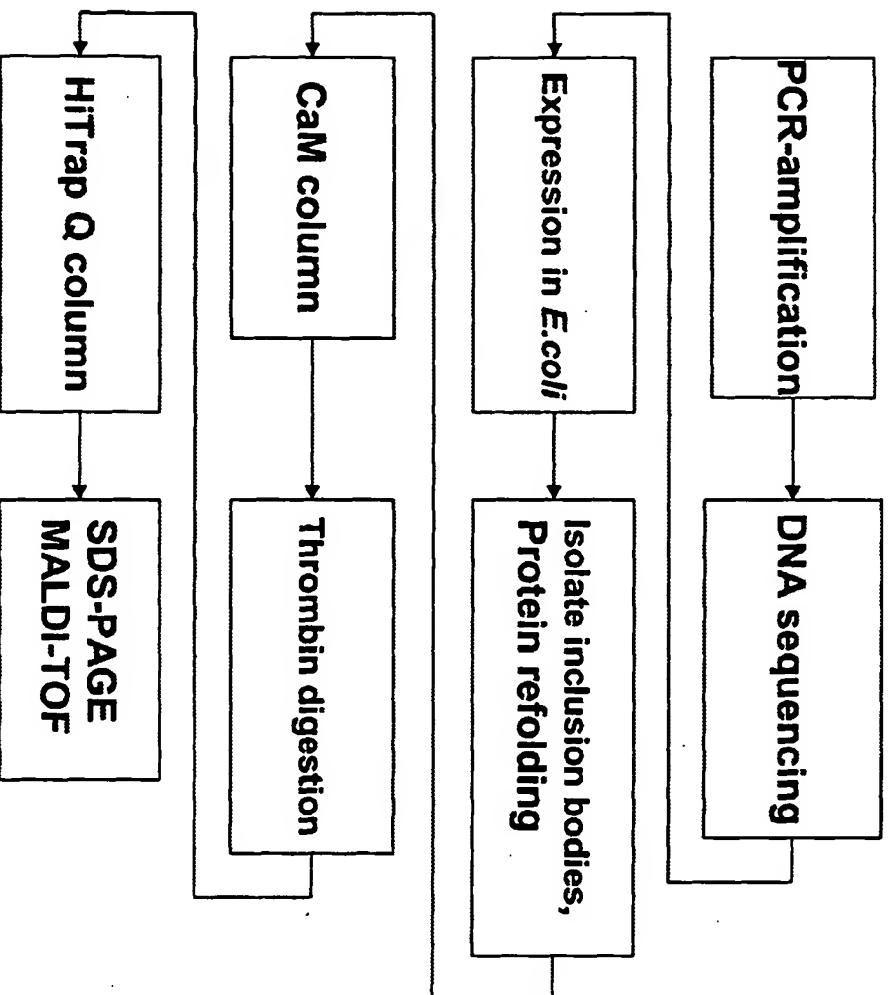 PCR-amplification
DNA sequencing
Expression in E.coli
Isolate inclusion bodies,
Protein refolding
CaM column
Thrombin digestion
HiTrap Q column
SDS-PAGE
MALDI-TOF